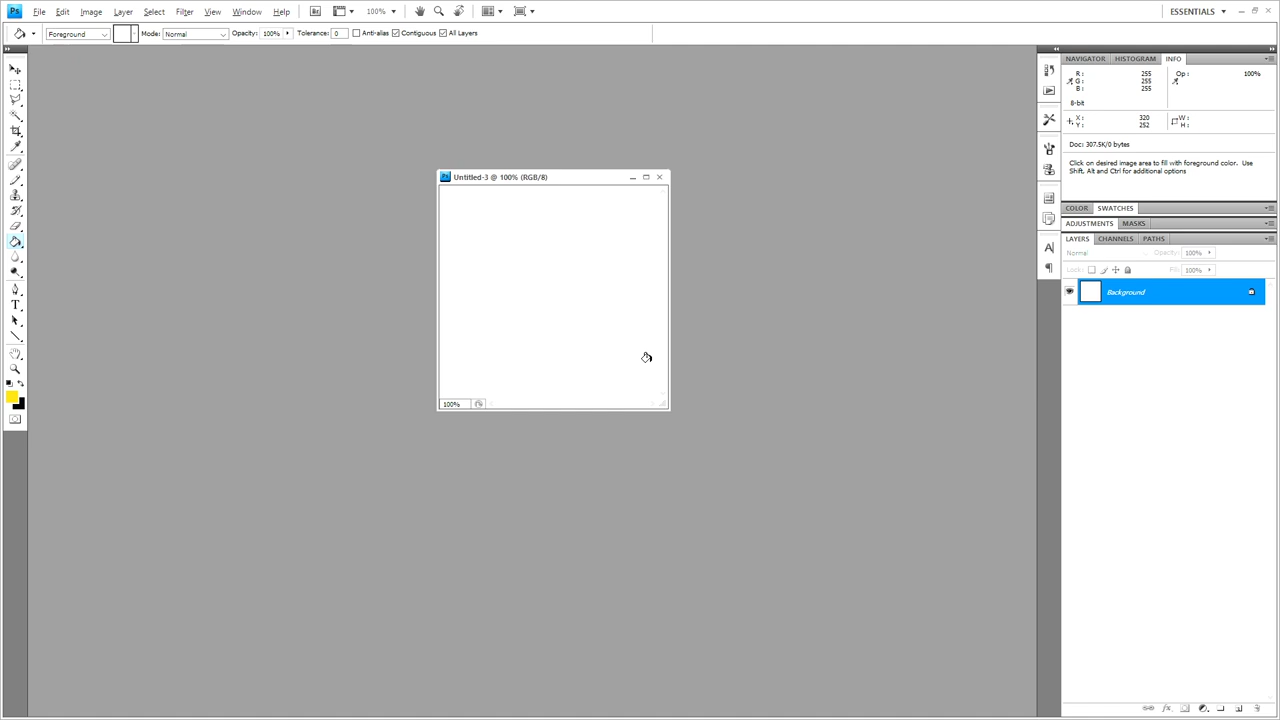 Ps File Edit Image Layer Select Filter View Window Help Br 100% ESSENTIALS
Foreground Mode: Normal Opacity: 100% Tolerance: 0 Anti-alias Contiguous All Layers
NAVIGATOR HISTOGRAM INFO
R: 255 Op: 100%
G: 255
B: 255
8-bit
X: 320 W:
Y: 252 H:
Doc: 307.5K/0 bytes
Click on desired image area to fill with foreground color. Use
Shift, Alt and Ctrl for additional options
Untitled-3 @ 100% (RGB/8)
COLOR SWATCHES
ADJUSTMENTS MASKS
LAYERS CHANNELS PATHS
Normal Opacity: 100%
Lock: Fill: 100%
Background
A
T
100%
fx